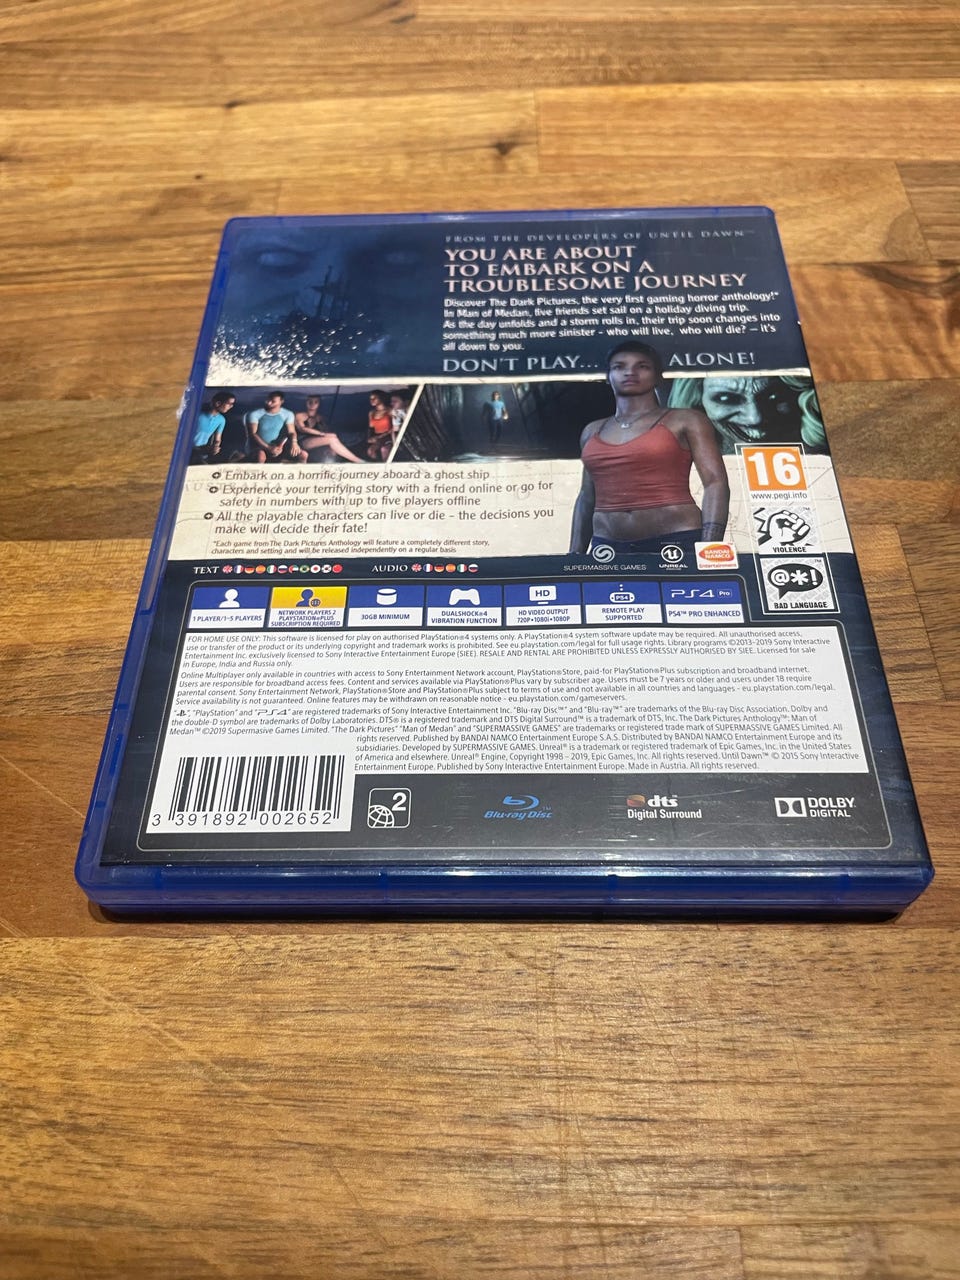 FROM THE DEVELOPERS OF UNTIL DAWN™
YOU ARE ABOUT
TO EMBARK ON A
TROUBLESOME JOURNEY
Discover The Dark Pictures, the very first gaming horror anthology!*
In Man of Medan, five friends set sail on a holiday diving trip.
As the day unfolds and a storm rolls in, their trip soon changes into
something much more sinister - who will live, who will die? – it's
all down to you.
DON'T PLAY... ALONE!
Embark on a horrific journey aboard a ghost ship
Experience your terrifying story with a friend online or go for
safety in numbers with up to five players offline
All the playable characters can live or die – the decisions you
make will decide their fate!
*Each game from The Dark Pictures Anthology will feature a completely different story,
characters and setting and will be released independently on a regular basis
16
www.pegi.info
VIOLENCE
@*!
BAD LANGUAGE
SUPERMASSIVE GAMES
UNREAL
BANDAI
NAMCO
Entertainment
TEXT
AUDIO
1 PLAYER/1-5 PLAYERS
NETWORK PLAYERS 2
PLAYSTATION®PLUS
SUBSCRIPTION REQUIRED
30GB MINIMUM
DUALSHOCK®4
VIBRATION FUNCTION
HD
HD VIDEO OUTPUT
720P•1080i•1080P
PS4
REMOTE PLAY
SUPPORTED
PS4 Pro
PS4™ PRO ENHANCED
FOR HOME USE ONLY: This software is licensed for play on authorised PlayStation®4 systems only. A PlayStation®4 system software update may be required. All unauthorised access,
use or transfer of the product or its underlying copyright and trademark works is prohibited. See eu.playstation.com/legal for full usage rights. Library programs ©2013-2019 Sony Interactive
Entertainment Inc. exclusively licensed to Sony Interactive Entertainment Europe (SIEE). RESALE AND RENTAL ARE PROHIBITED UNLESS EXPRESSLY AUTHORISED BY SIEE. Licensed for sale
in Europe, India and Russia only.
Online Multiplayer only available in countries with access to Sony Entertainment Network account, PlayStation®Store, paid-for PlayStation®Plus subscription and broadband internet.
Users are responsible for broadband access fees. Content and services available via PlayStation®Plus vary by subscriber age. Users must be 7 years or older and users under 18 require
parental consent. Sony Entertainment Network, PlayStation®Store and PlayStation®Plus subject to terms of use and not available in all countries and languages - eu.playstation.com/legal.
Service availability is not guaranteed. Online features may be withdrawn on reasonable notice - eu.playstation.com/gameservers.
"PlayStation" and "PS4" are registered trademarks of Sony Interactive Entertainment Inc. "Blu-ray Disc™" and "Blu-ray™" are trademarks of the Blu-ray Disc Association. Dolby and
the double-D symbol are trademarks of Dolby Laboratories. DTS® is a registered trademark and DTS Digital Surround™ is a trademark of DTS, Inc. The Dark Pictures Anthology™: Man of
Medan™ ©2019 Supermasive Games Limited. "The Dark Pictures" "Man of Medan" and "SUPERMASSIVE GAMES" are trademarks or registered trade mark of SUPERMASSIVE GAMES Limited. All
rights reserved. Published by BANDAI NAMCO Entertainment Europe S.A.S. Distributed by BANDAI NAMCO Entertainment Europe and its
subsidiaries. Developed by SUPERMASSIVE GAMES. Unreal® is a trademark or registered trademark of Epic Games, Inc. in the United States
of America and elsewhere. Unreal® Engine, Copyright 1998 – 2019, Epic Games, Inc. All rights reserved. Until Dawn™ © 2015 Sony Interactive
Entertainment Europe. Published by Sony Interactive Entertainment Europe. Made in Austria. All rights reserved.
3 391892 002652
2
Blu-ray Disc™
dts
Digital Surround
DOLBY
DIGITAL